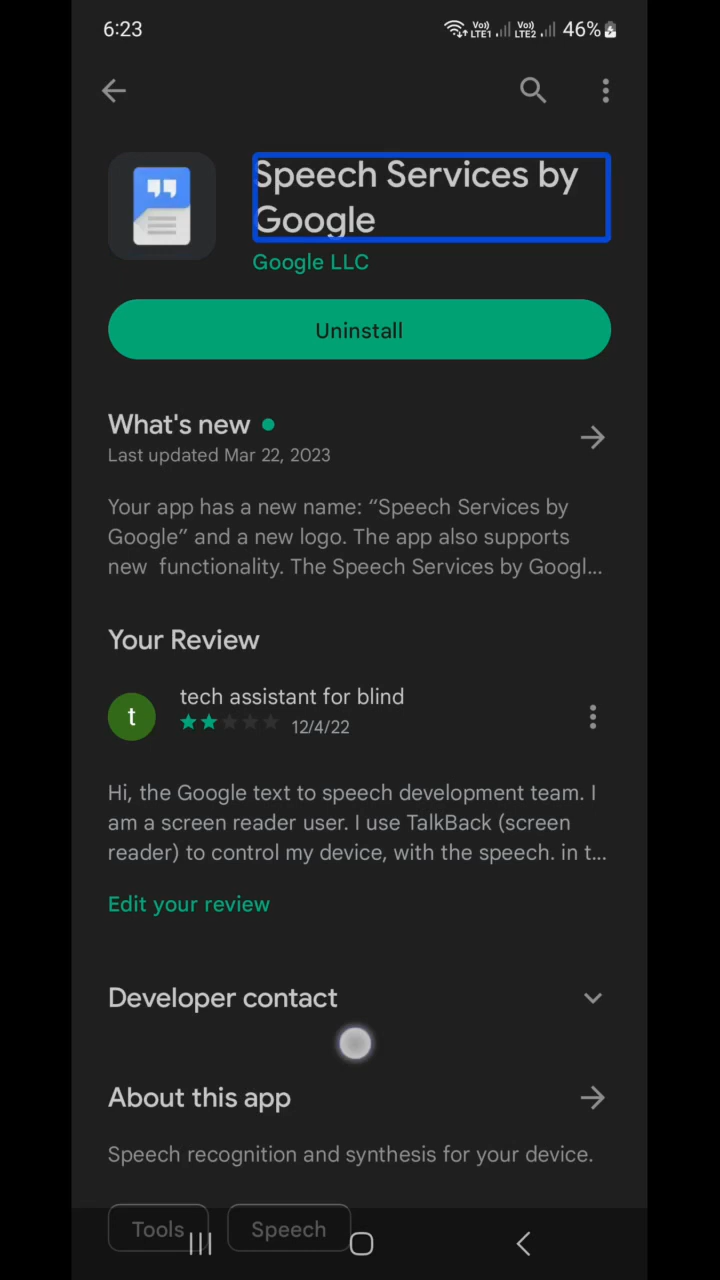 6:23
Vo)) LTE1 Vo)) LTE2 46%
Speech Services by
Google
Google LLC
Uninstall
What's new
Last updated Mar 22, 2023
Your app has a new name: “Speech Services by
Google” and a new logo. The app also supports
new  functionality. The Speech Services by Googl...
Your Review
t
tech assistant for blind
12/4/22
Hi, the Google text to speech development team. I
am a screen reader user. I use TalkBack (screen
reader) to control my device, with the speech. in t...
Edit your review
Developer contact
About this app
Speech recognition and synthesis for your device.
Tools
Speech